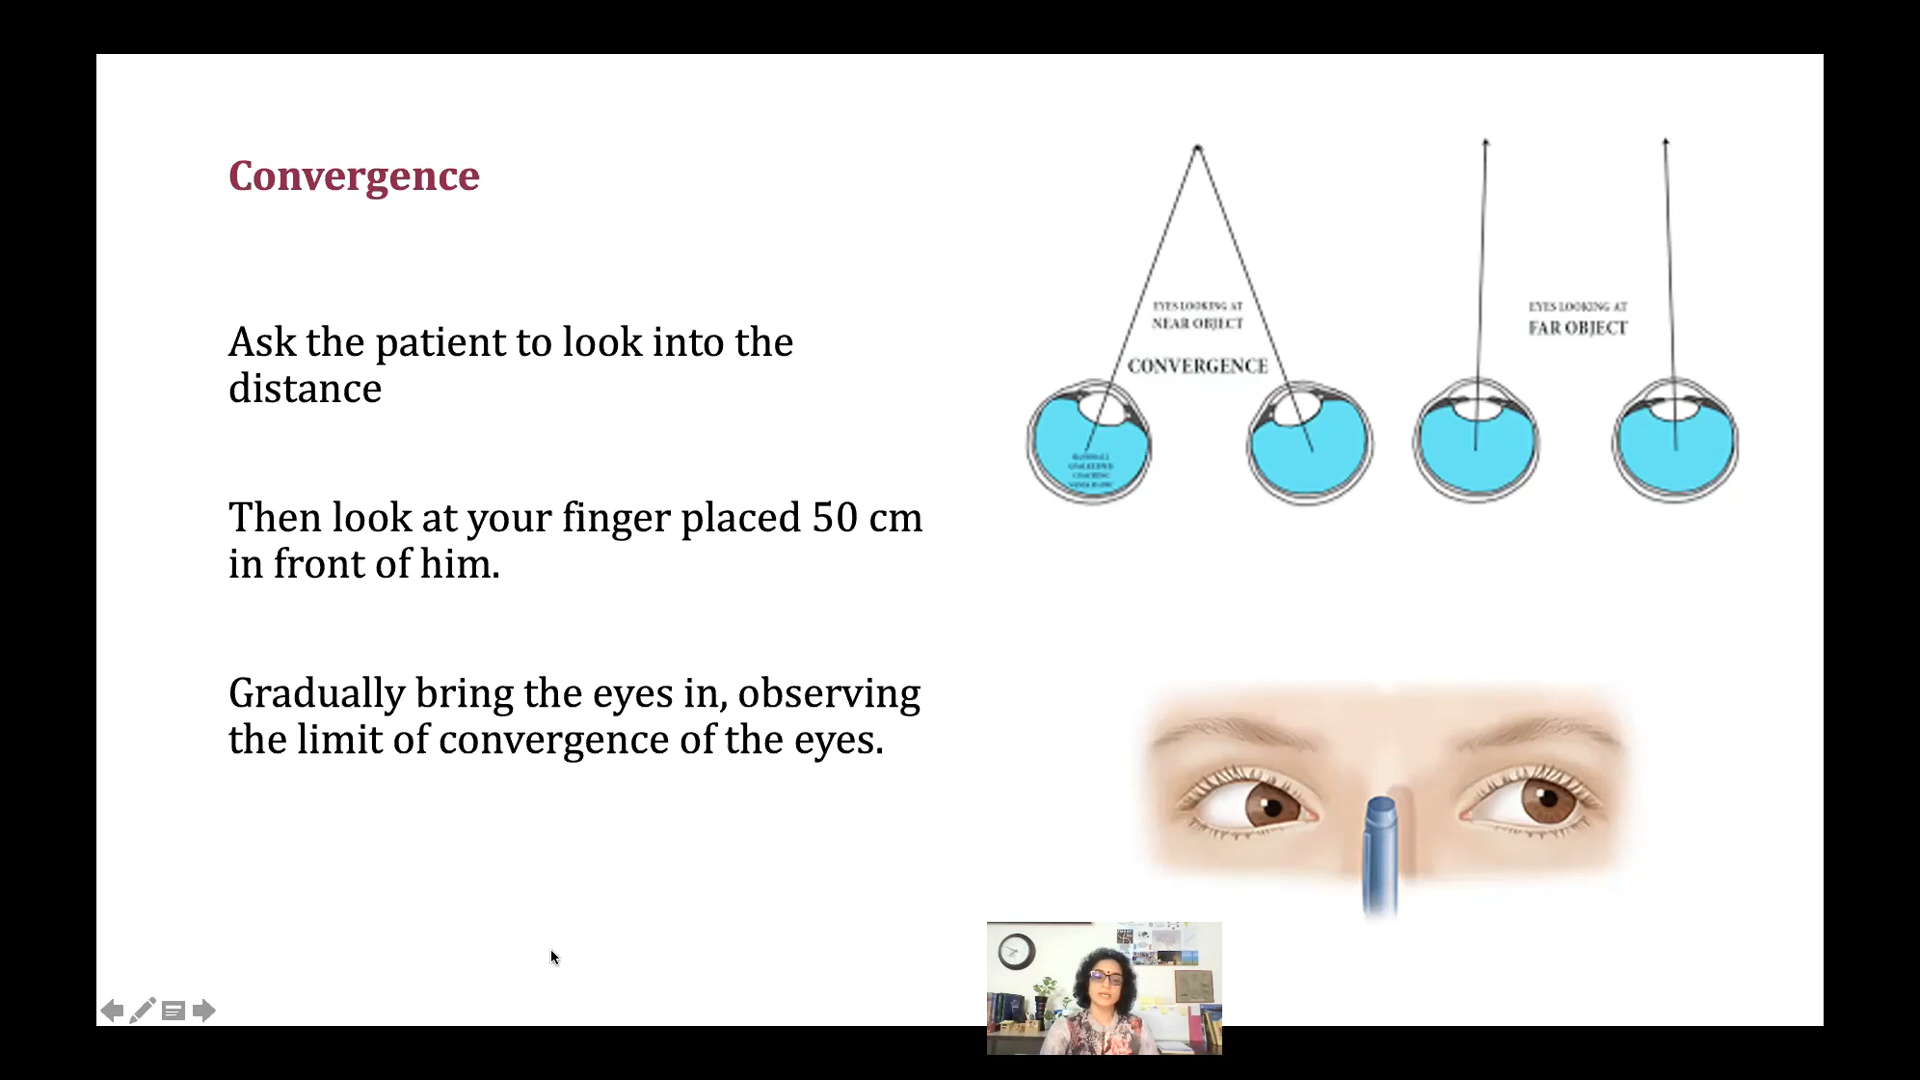 Convergence
Ask the patient to look into the
distance
Then look at your finger placed 50 cm
in front of him.
Gradually bring the eyes in, observing
the limit of convergence of the eyes.
EYES LOOKING AT
NEAR OBJECT
CONVERGENCE
EYES LOOKING AT
FAR OBJECT